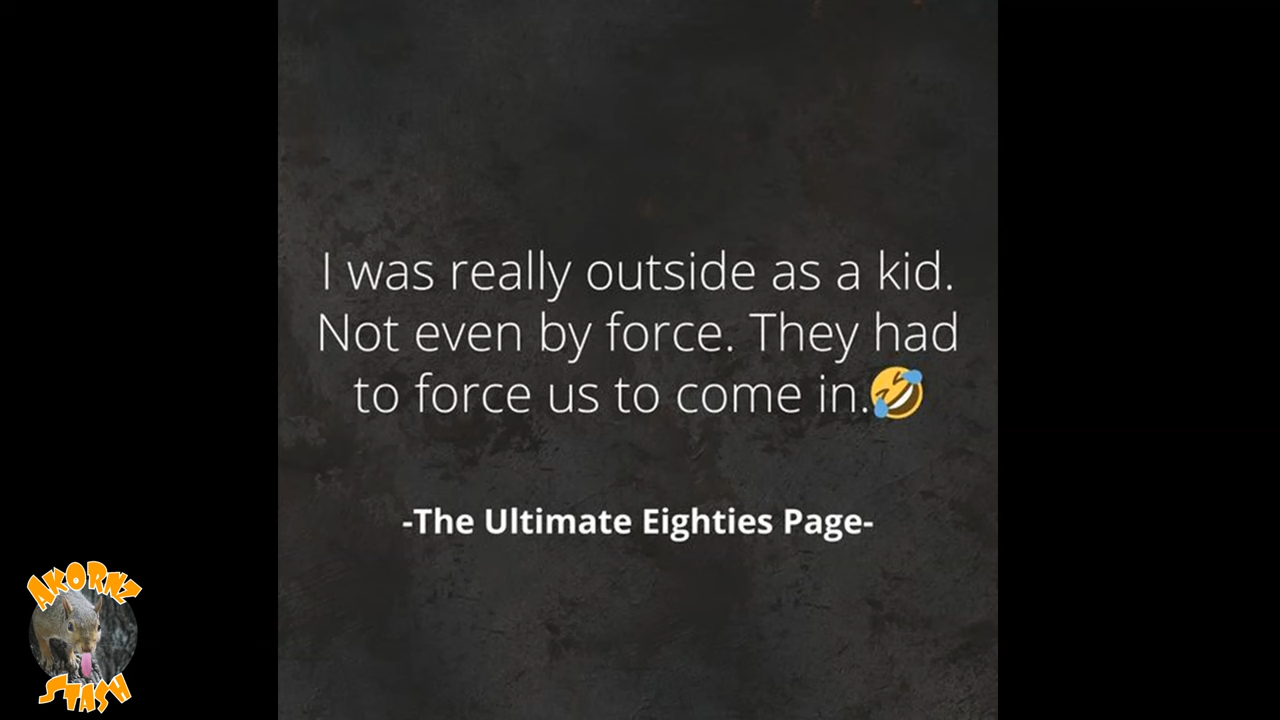 I was really outside as a kid.
Not even by force. They had
to force us to come in.🤣
-The Ultimate Eighties Page-
AKORNZ
STASH